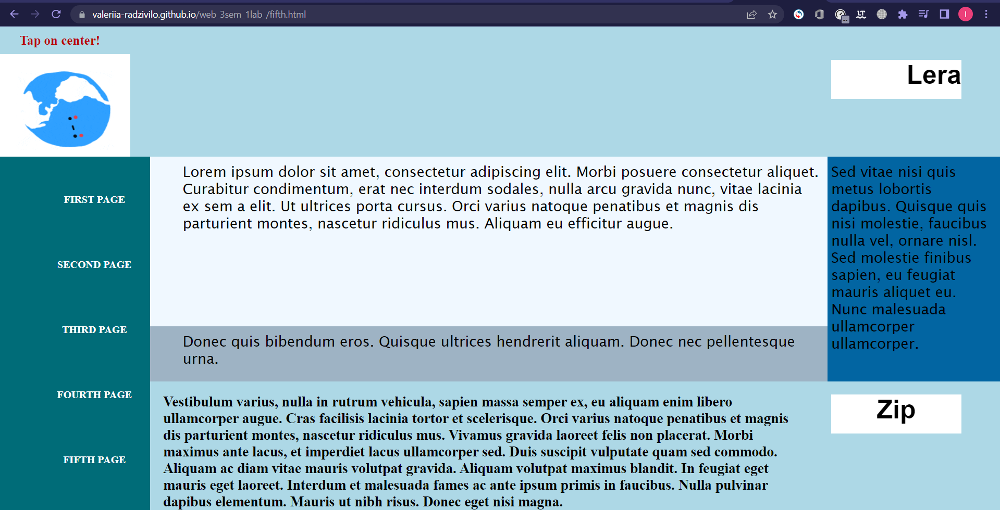 valeriia-radzivilo.github.io/web_3sem_1lab_/fifth.html
LT
I
Tap on center!
Lera
FIRST PAGE
SECOND PAGE
THIRD PAGE
FOURTH PAGE
FIFTH PAGE
Lorem ipsum dolor sit amet, consectetur adipiscing elit. Morbi posuere consectetur aliquet.
Curabitur condimentum, erat nec interdum sodales, nulla arcu gravida nunc, vitae lacinia
ex sem a elit. Ut ultrices porta cursus. Orci varius natoque penatibus et magnis dis
parturient montes, nascetur ridiculus mus. Aliquam eu efficitur augue.
Donec quis bibendum eros. Quisque ultrices hendrerit aliquam. Donec nec pellentesque
urna.
Sed vitae nisi quis
metus lobortis
dapibus. Quisque quis
nisi molestie, faucibus
nulla vel, ornare nisl.
Sed molestie finibus
sapien, eu feugiat
mauris aliquet eu.
Nunc malesuada
ullamcorper
ullamcorper.
Vestibulum varius, nulla in rutrum vehicula, sapien massa semper ex, eu aliquam enim libero
ullamcorper augue. Cras facilisis lacinia tortor et scelerisque. Orci varius natoque penatibus et magnis
dis parturient montes, nascetur ridiculus mus. Vivamus gravida laoreet felis non placerat. Morbi
maximus ante lacus, et imperdiet lacus ullamcorper sed. Duis suscipit vulputate quam sed commodo.
Aliquam ac diam vitae mauris volutpat gravida. Aliquam volutpat maximus blandit. In feugiat eget
mauris eget laoreet. Interdum et malesuada fames ac ante ipsum primis in faucibus. Nulla pulvinar
dapibus elementum. Mauris ut nibh risus. Donec eget nisi magna.
Zip